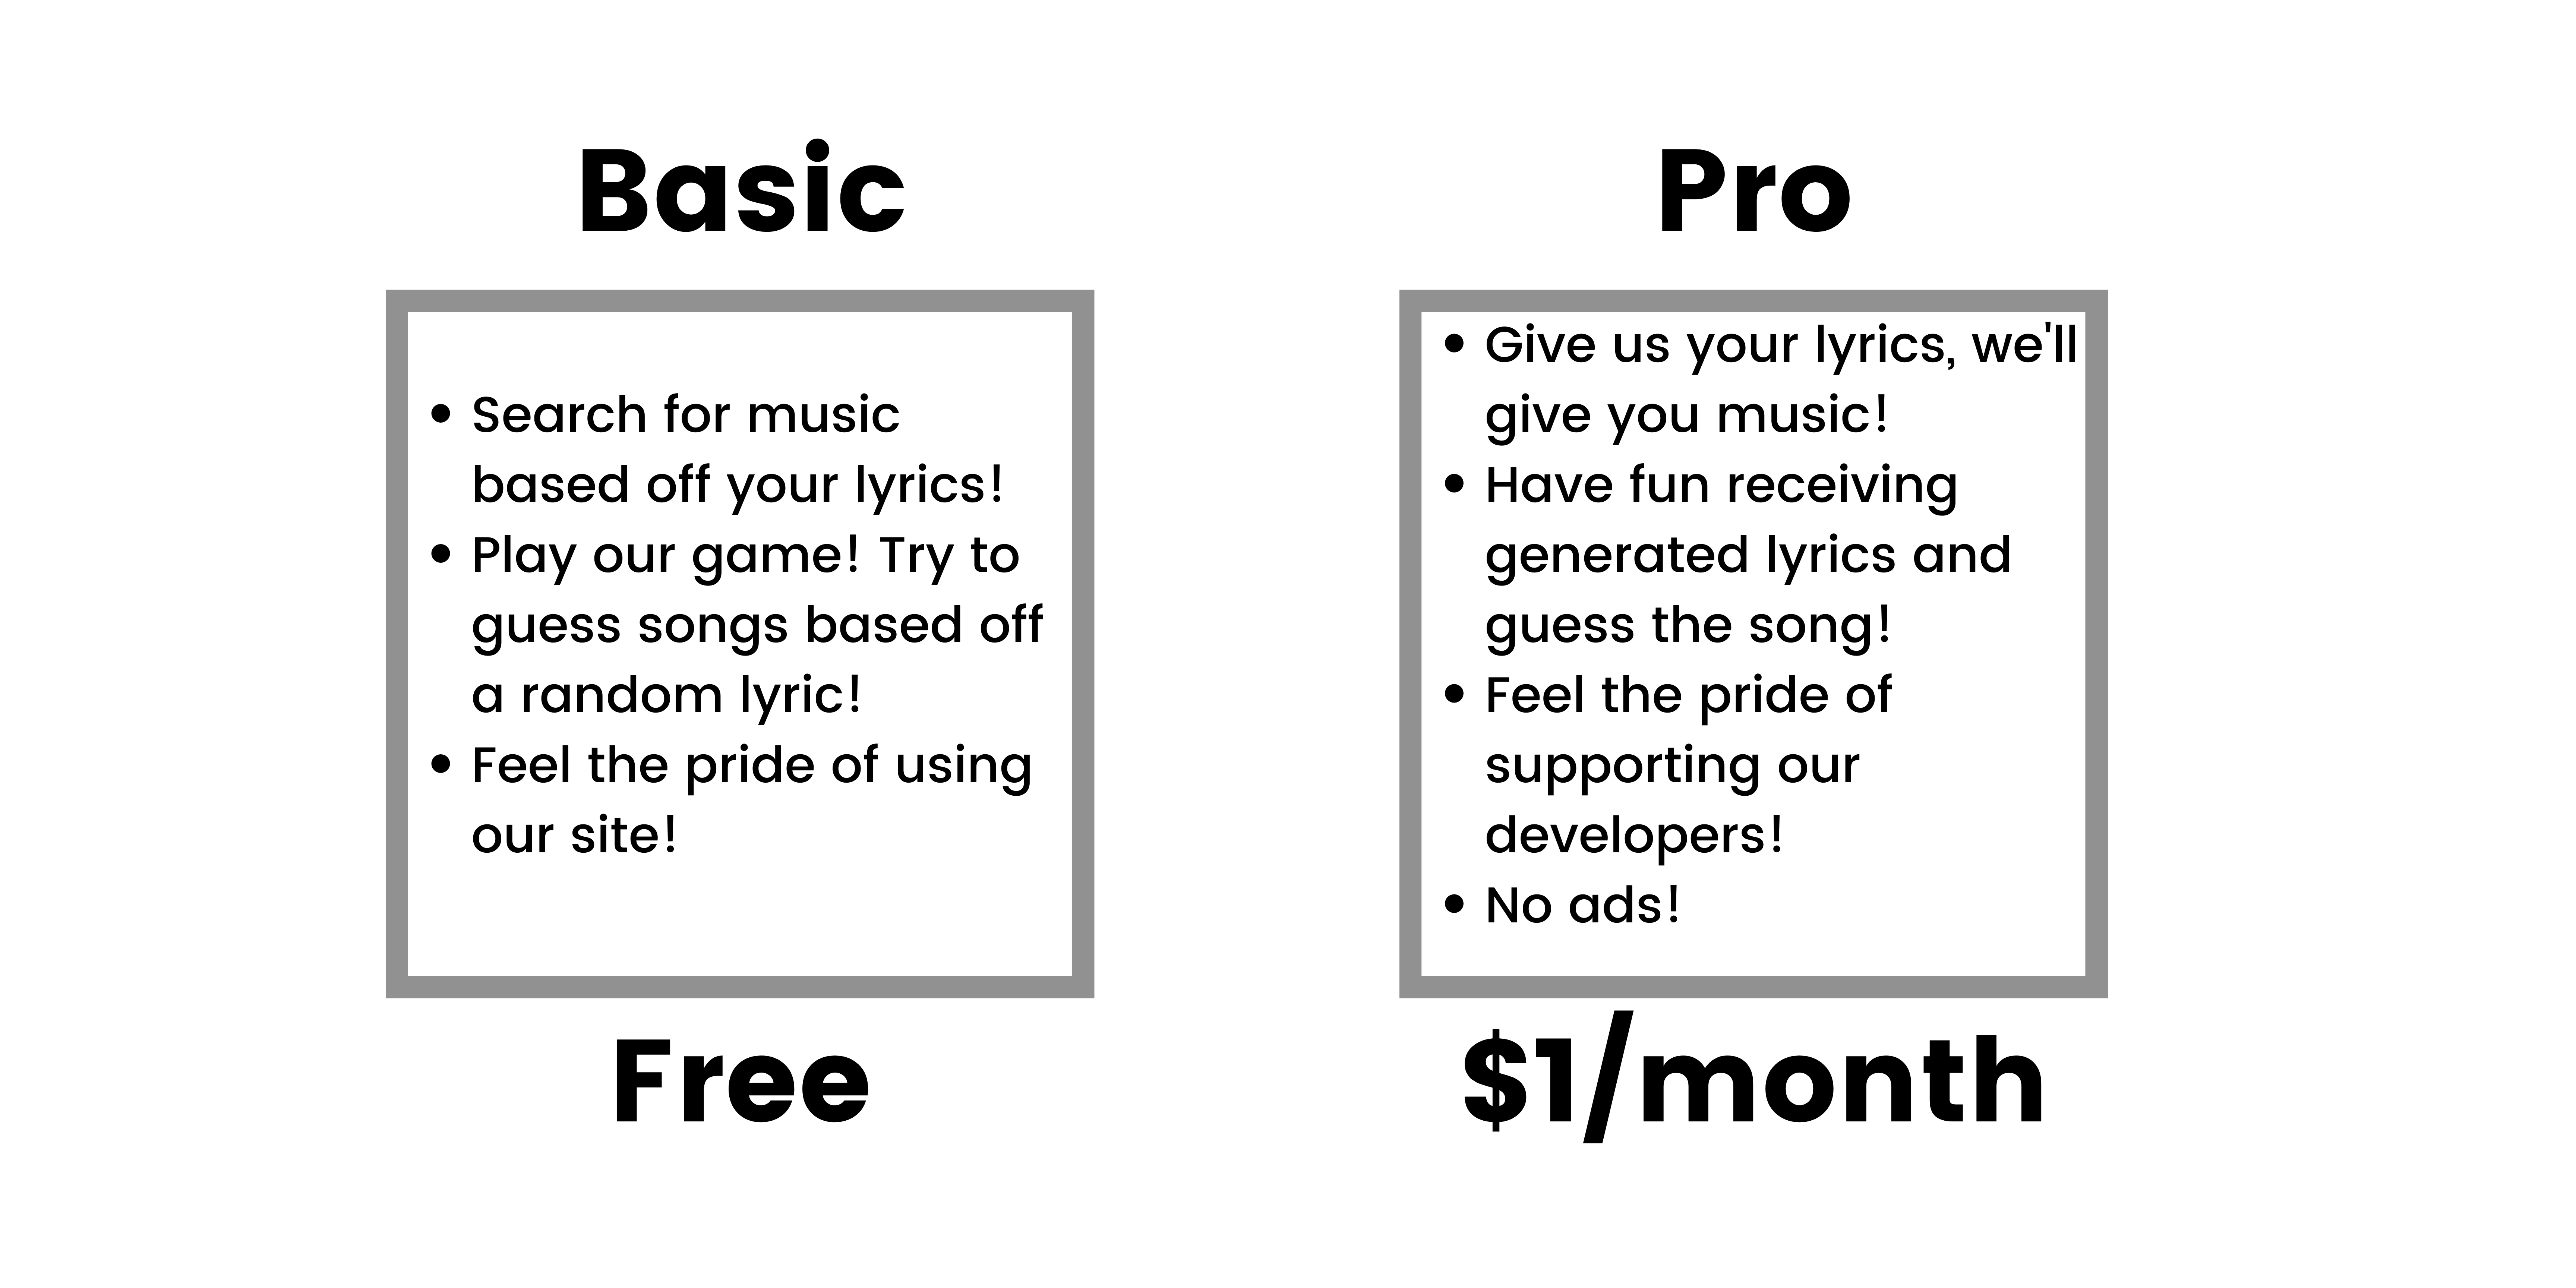 Basic
• Search for music
based off your lyrics!
• Play our game! Try to
guess songs based off
a random lyric!
• Feel the pride of using
our site!
Free
Pro
• Give us your lyrics, we'll
give you music!
• Have fun receiving
generated lyrics and
guess the song!
• Feel the pride of
supporting our
developers!
• No ads!
$1/month